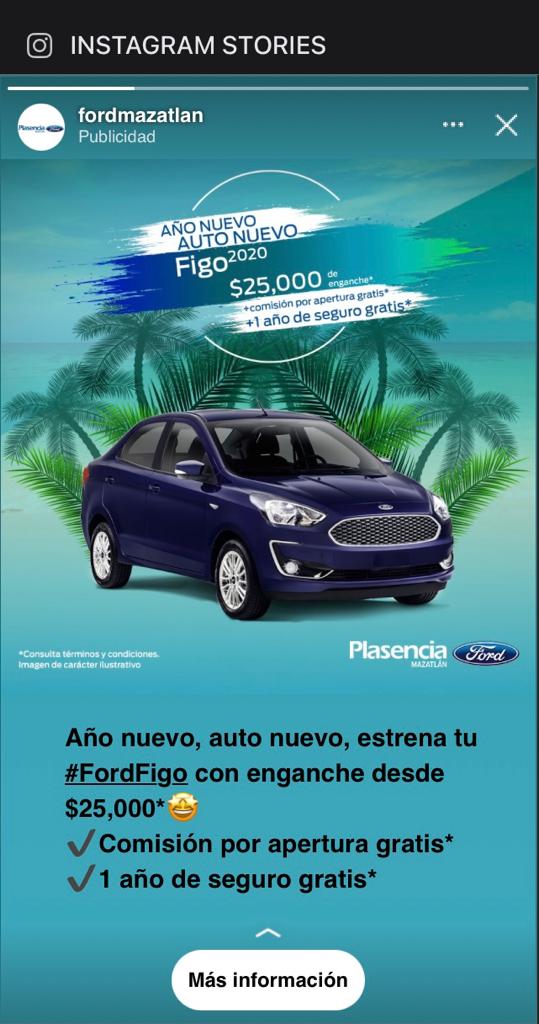 INSTAGRAM STORIES
Plasencia Ford
fordmazatlan
Publicidad
AÑO NUEVO
AUTO NUEVO
Figo2020
$25,000 de enganche*
+comisión por apertura gratis*
+1 año de seguro gratis*
*Consulta términos y condiciones.
Imagen de carácter ilustrativo
Plasencia Ford
MAZATLÁN
Año nuevo, auto nuevo, estrena tu
#FordFigo con enganche desde
$25,000*🤩
✔Comisión por apertura gratis*
✔1 año de seguro gratis*
Más información